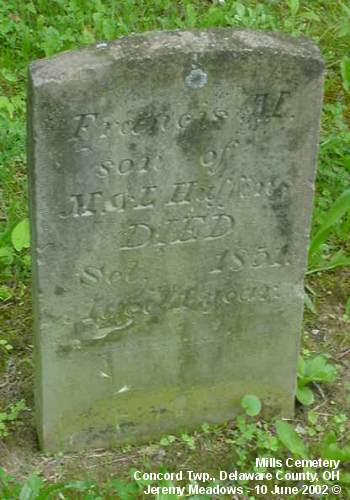 Francis M.
son of
M. & E.
DIED
1851.
Mills Cemetery
Concord Twp., Delaware County, OH
Jeremy Meadows - 10 June 2002 ©